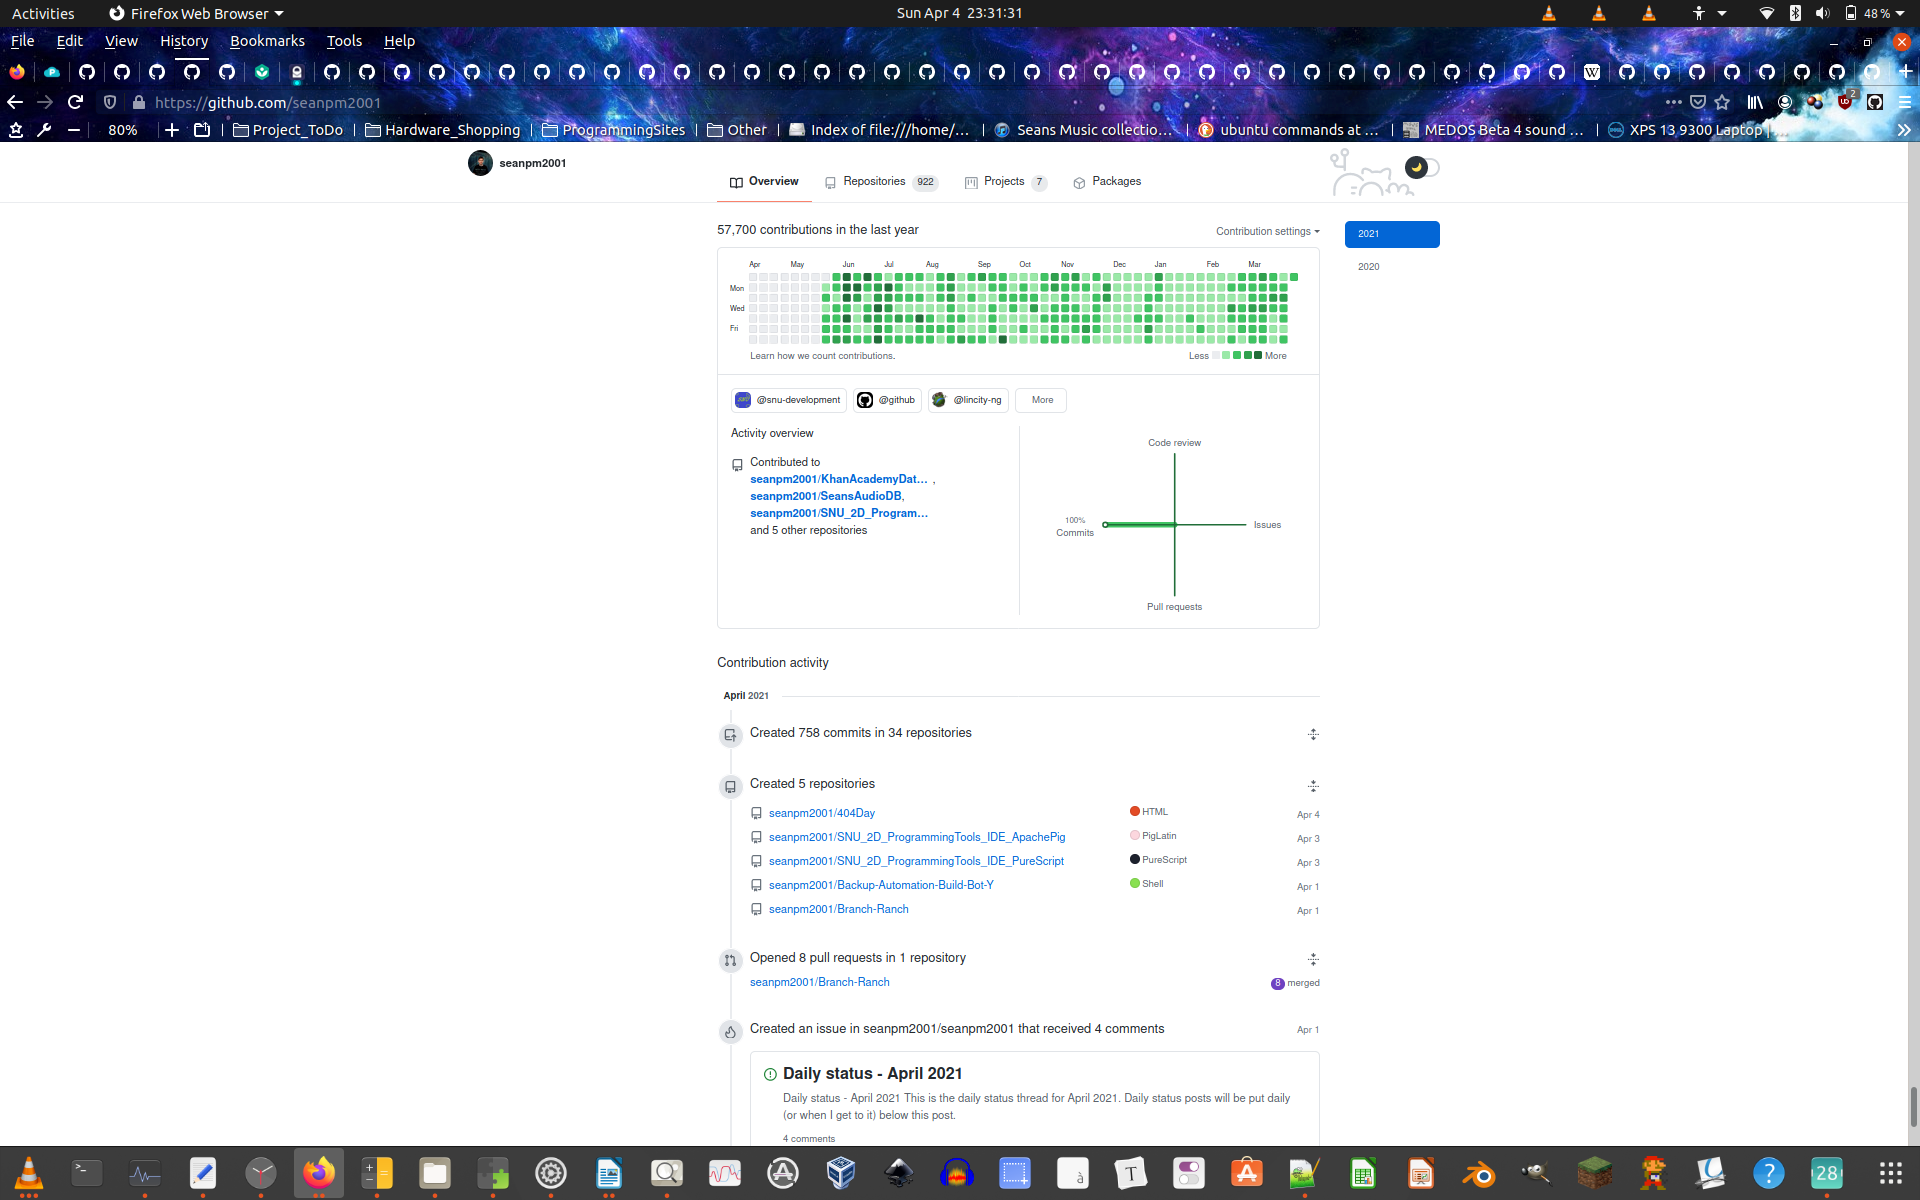 Activities
Firefox Web Browser
Sun Apr 4 23:31:31
48 %
File Edit View History Bookmarks Tools Help
https://github.com/seanpm2001
2
80%
Project_ToDo
Hardware_Shopping
ProgrammingSites
Other
Index of file:///home/...
Seans Music collectio...
ubuntu commands at ...
MEDOS Beta 4 sound ...
XPS 13 9300 Laptop | ...
seanpm2001
Overview
Repositories 922
Projects 7
Packages
57,700 contributions in the last year
Contribution settings
2021
2020
Apr May Jun Jul Aug Sep Oct Nov Dec Jan Feb Mar
Mon
Wed
Fri
Learn how we count contributions.
Less More
@snu-development
@github
@lincity-ng
More
Activity overview
Contributed to
seanpm2001/KhanAcademyDat... ,
seanpm2001/SeansAudioDB,
seanpm2001/SNU_2D_Program...
and 5 other repositories
Code review
100%
Commits
Issues
Pull requests
Contribution activity
April 2021
Created 758 commits in 34 repositories
Created 5 repositories
seanpm2001/404Day HTML Apr 4
seanpm2001/SNU_2D_ProgrammingTools_IDE_ApachePig PigLatin Apr 3
seanpm2001/SNU_2D_ProgrammingTools_IDE_PureScript PureScript Apr 3
seanpm2001/Backup-Automation-Build-Bot-Y Shell Apr 1
seanpm2001/Branch-Ranch Apr 1
Opened 8 pull requests in 1 repository
seanpm2001/Branch-Ranch 8 merged
Created an issue in seanpm2001/seanpm2001 that received 4 comments Apr 1
Daily status - April 2021
Daily status - April 2021 This is the daily status thread for April 2021. Daily status posts will be put daily
(or when I get to it) below this post.
4 comments
28